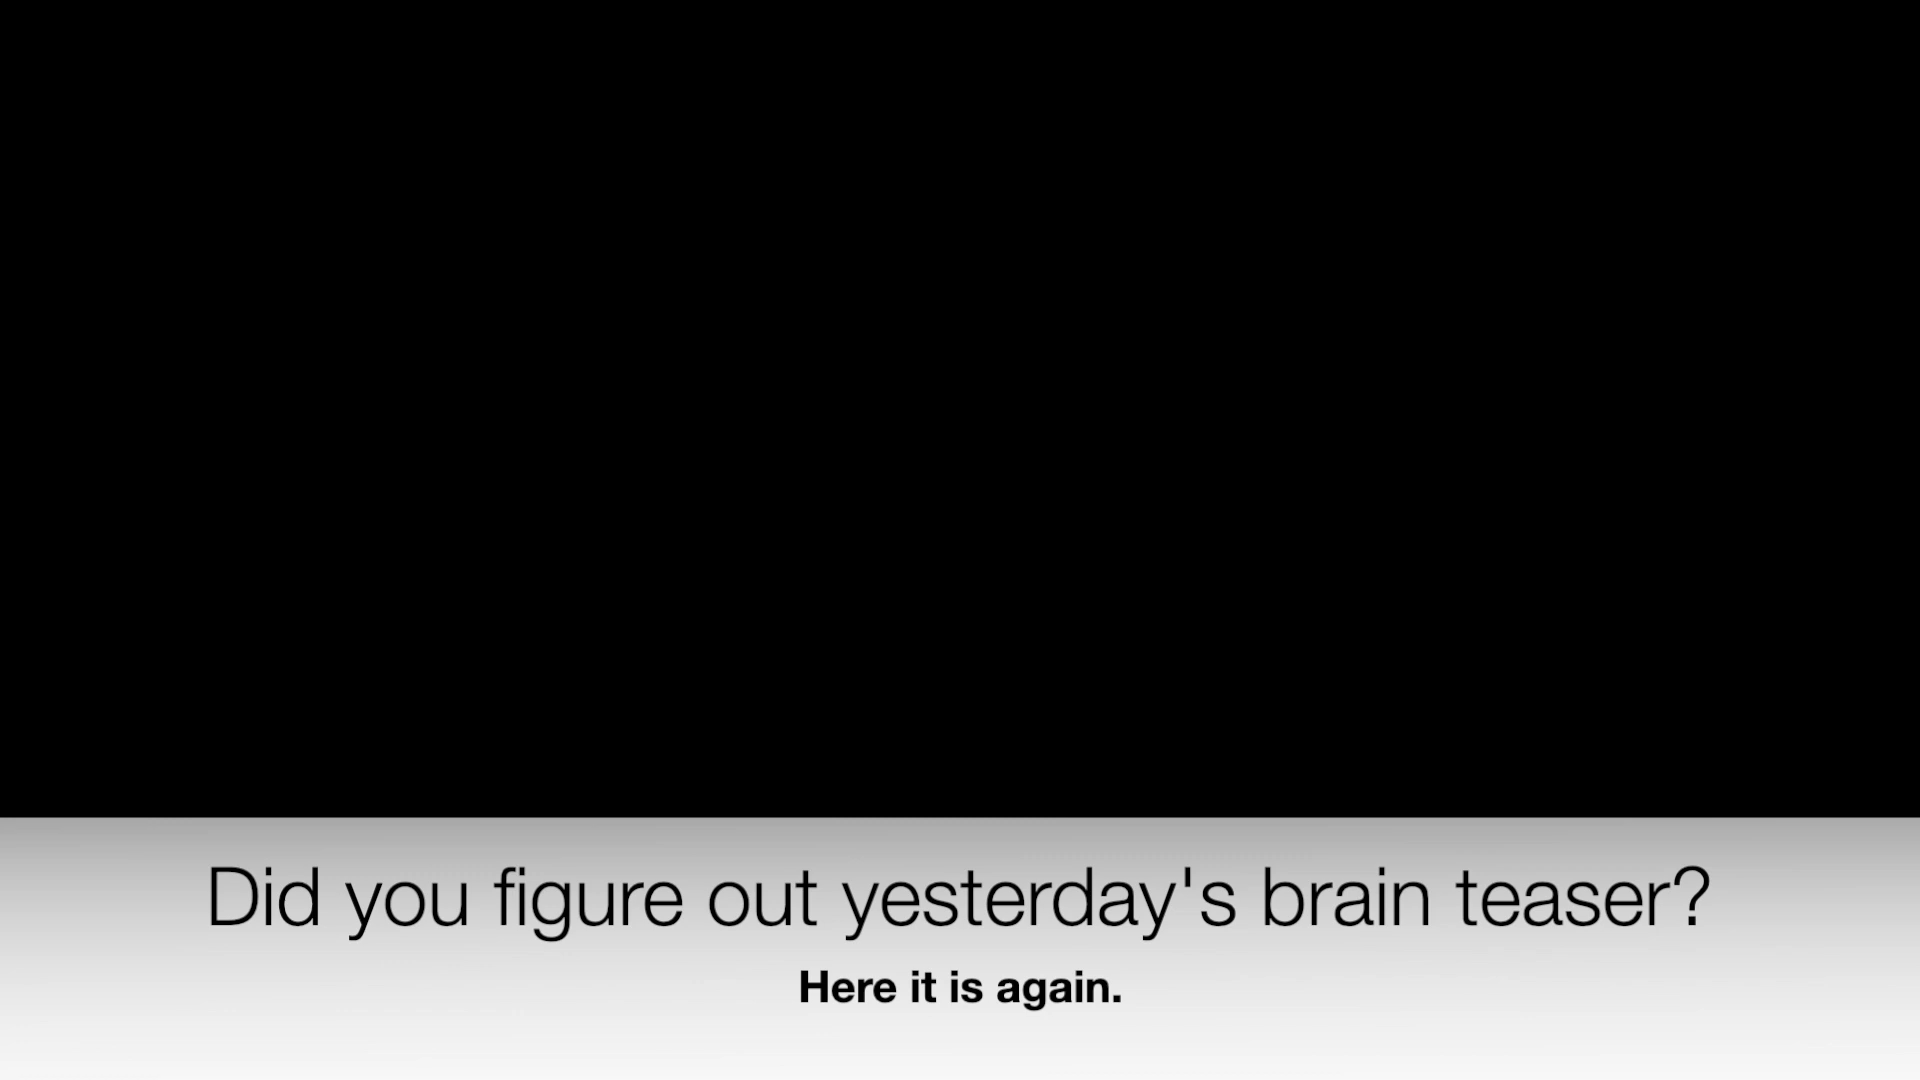 Did you figure out yesterday's brain teaser?
Here it is again.